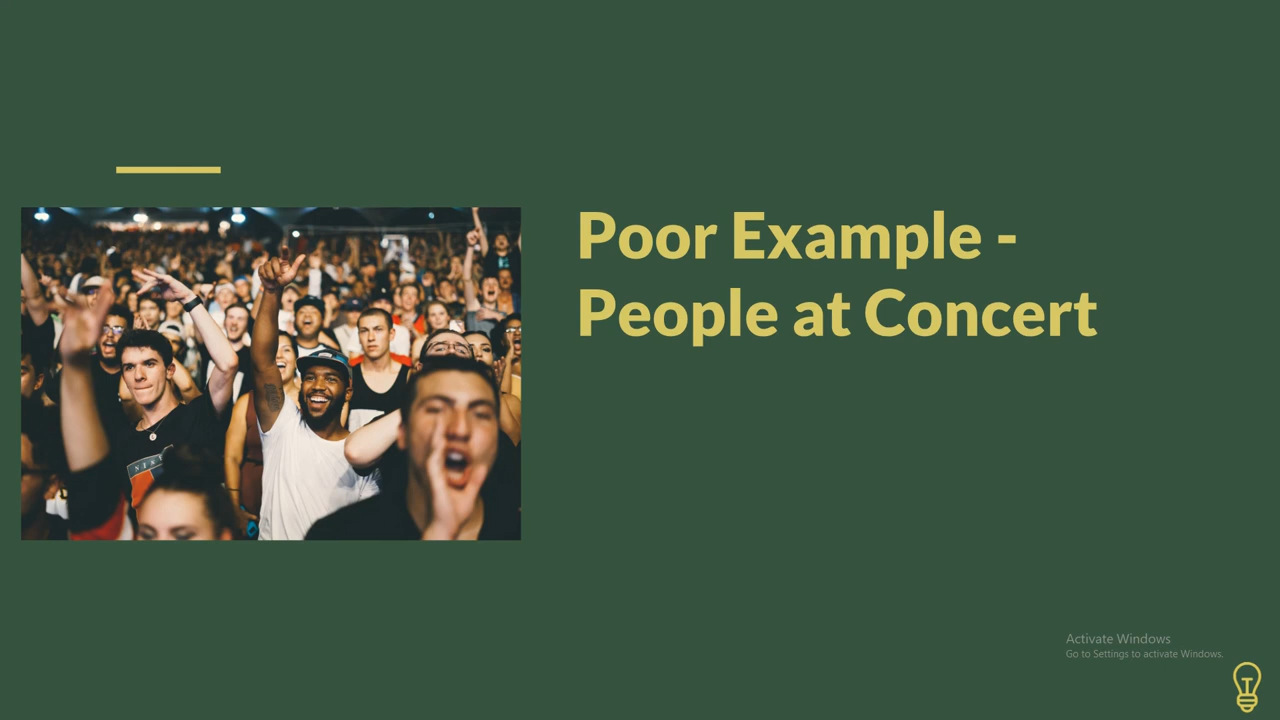 Poor Example -
People at Concert
Activate Windows
Go to Settings to activate Windows.